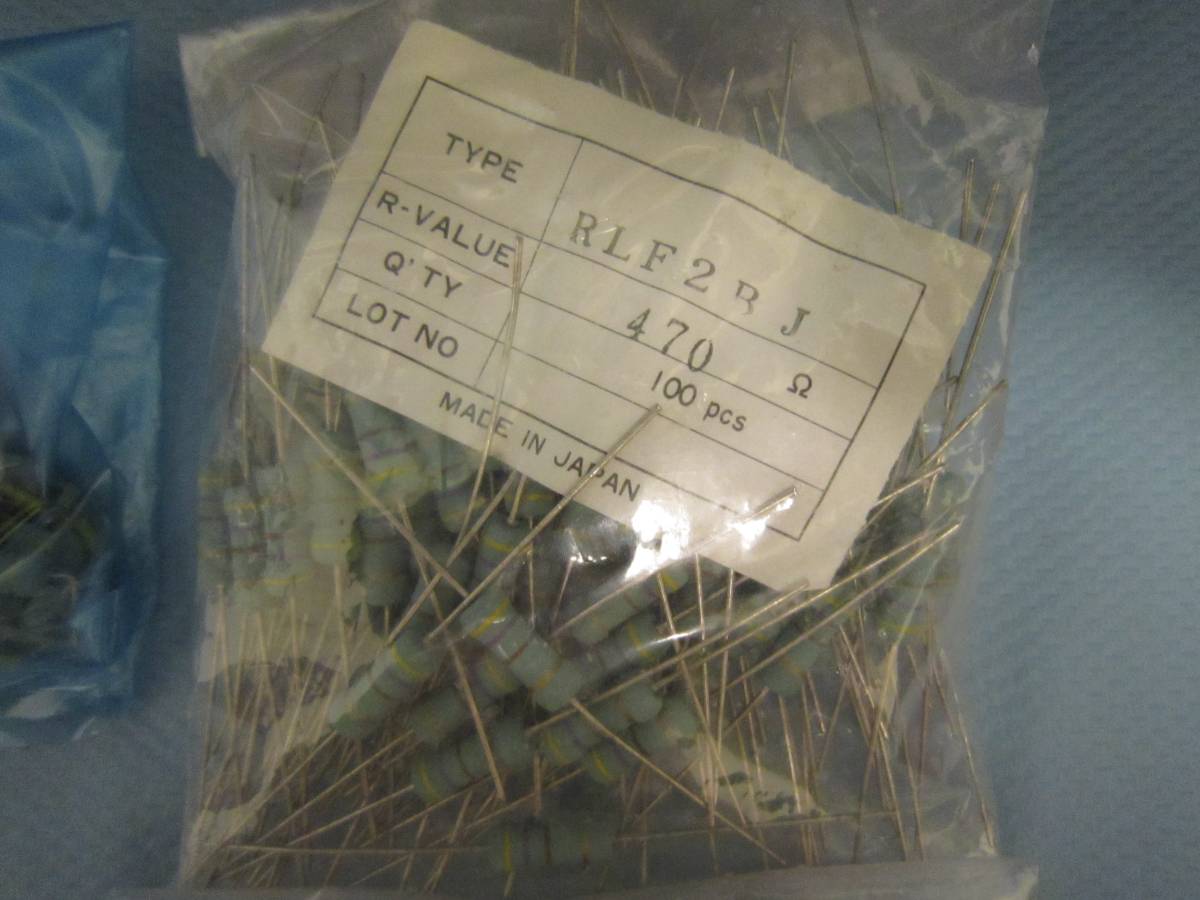 TYPE RLF2BJ
R-VALUE 470 Ω
Q'TY 100 pcs
LOT NO
MADE IN JAPAN